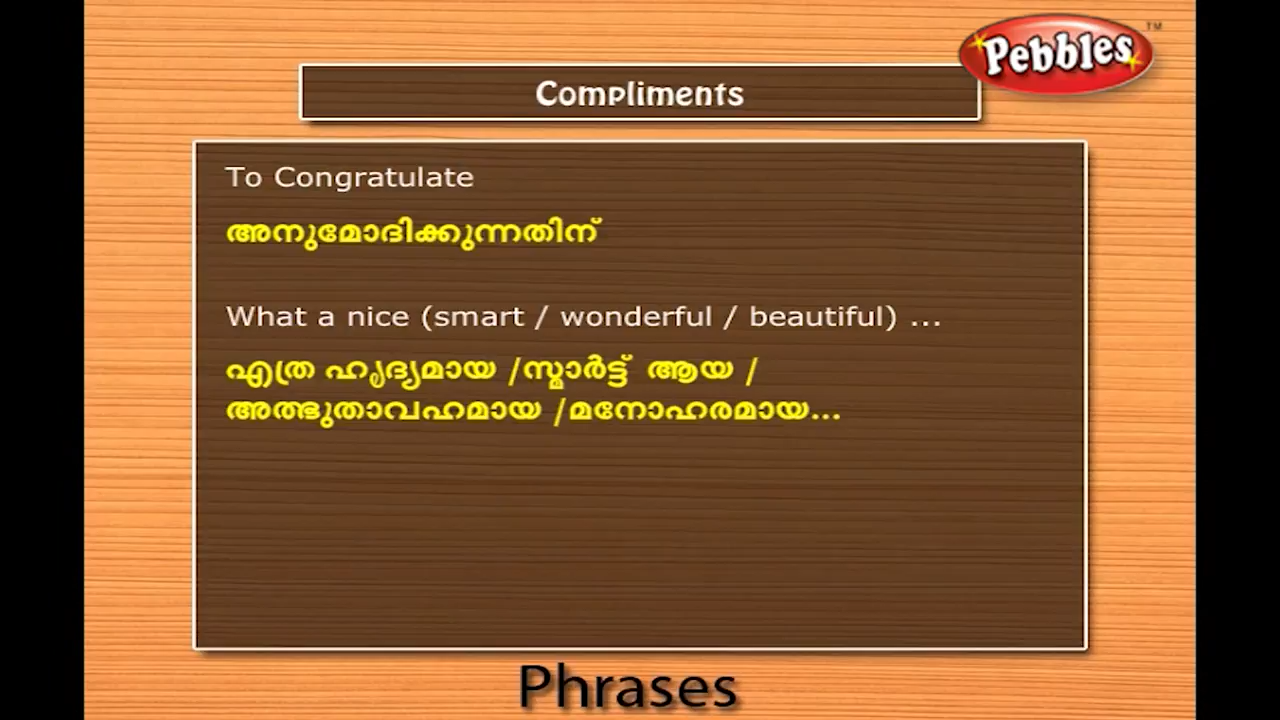 Pebbles TM
Compliments
To Congratulate
അനുമോദിക്കുന്നതിന്
What a nice (smart / wonderful / beautiful) ...
എത്ര ഹൃദ്യമായ /സ്മാർട്ട് ആയ /
അത്ഭുതാവഹമായ /മനോഹരമായ...
Phrases